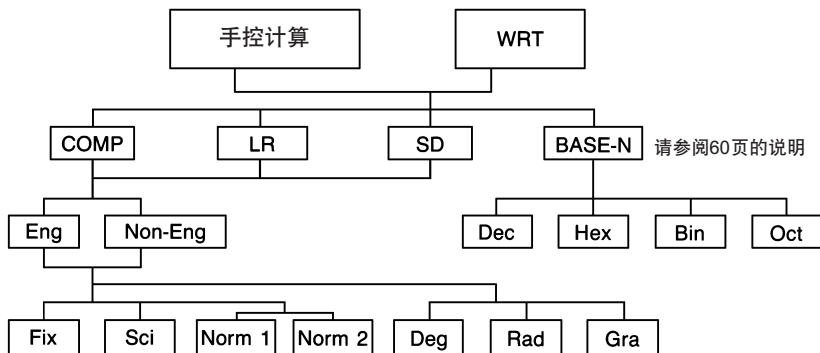 手控计算 WRT
COMP LR SD BASE-N 请参阅60页的说明
Eng Non-Eng Dec Hex Bin Oct
Fix Sci Norm 1 Norm 2 Deg Rad Gra